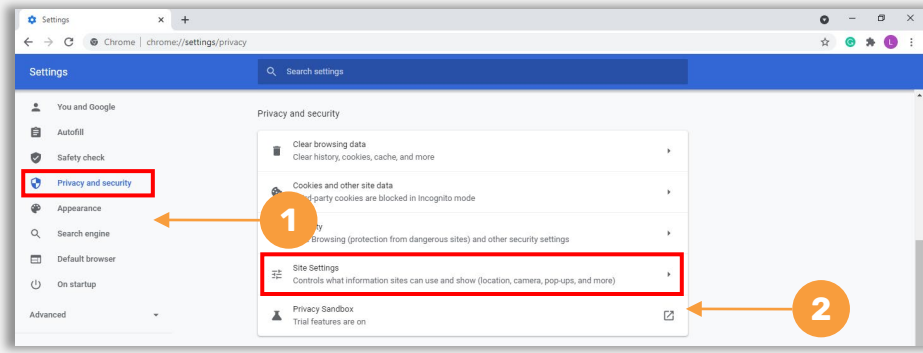 Settings
Chrome | chrome://settings/privacy
L
Settings
Search settings
You and Google
Autofill
Safety check
Privacy and security
Appearance
Search engine
Default browser
On startup
Advanced
Privacy and security
Clear browsing data
Clear history, cookies, cache, and more
Cookies and other site data
cookies are blocked in Incognito mode
Browsing (protection from dangerous sites) and other security settings
Site Settings
Controls what information sites can use and show (location, camera, pop-ups, and more)
Privacy Sandbox
Trial features are on
1
2